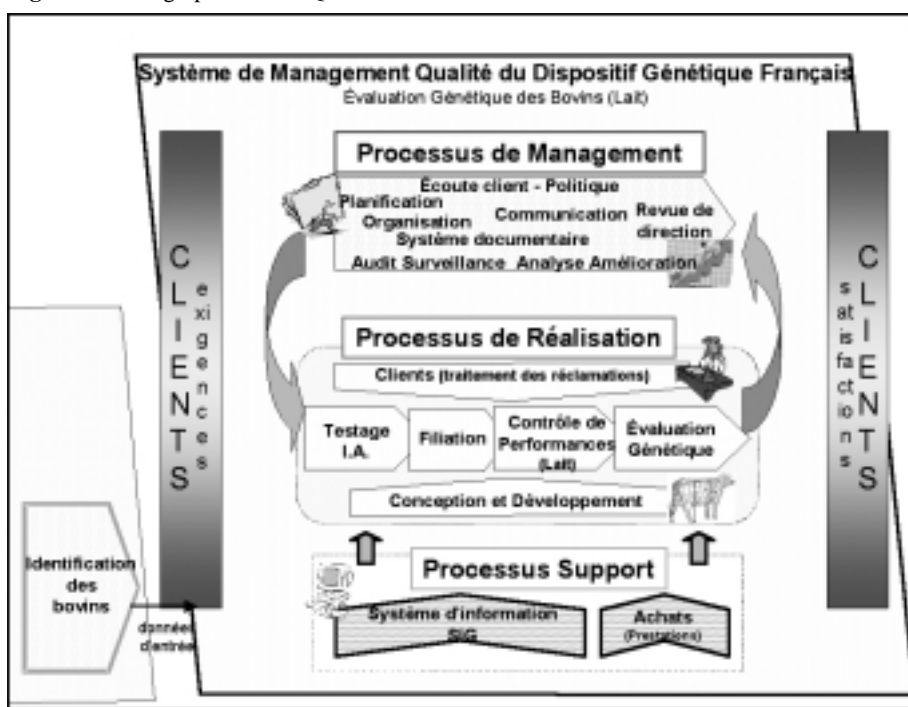 Système de Management Qualité du Dispositif Génétique Français
Évaluation Génétique des Bovins (Lait)
CLIENTS
exigences
Processus de Management
Écoute client - Politique
Planification
Organisation
Communication
Revue de
direction
Système documentaire
Audit Surveillance Analyse Amélioration
Processus de Réalisation
Clients (traitement des réclamations)
Testage
I.A.
Filiation
Contrôle de
Performances
(Lait)
Évaluation
Génétique
Conception et Développement
Processus Support
Système d'information
SIG
Achats
(Prestations)
CLIENTS
satisfactions
Identification
des
bovins
données
d'entrée